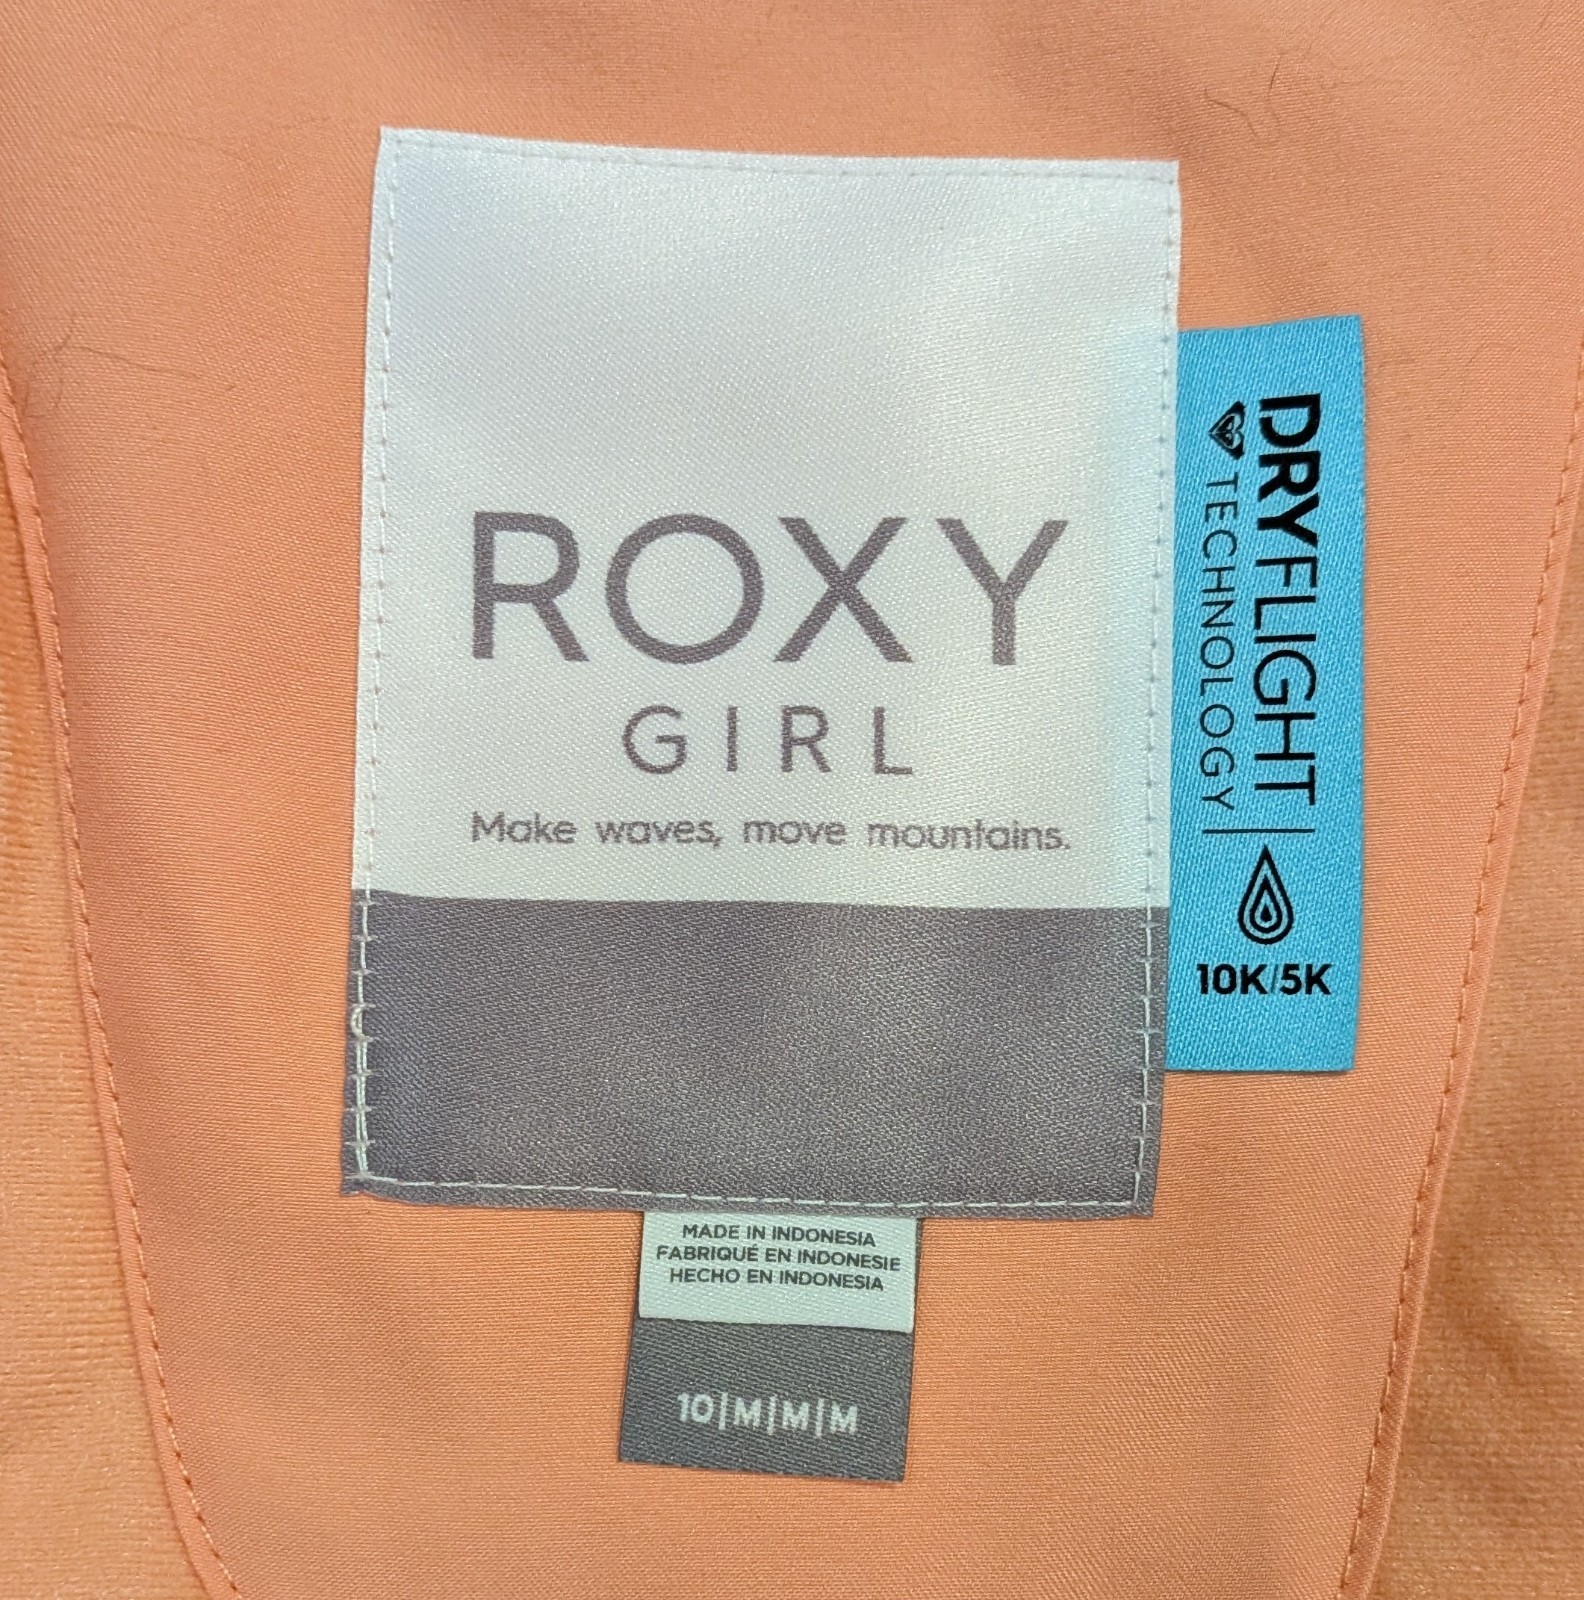 ROXY
GIRL
Make waves, move mountains.
DRYFLIGHT
TECHNOLOGY
10K/5K
MADE IN INDONESIA
FABRIQUÉ EN INDONESIE
HECHO EN INDONESIA
10|M|M|M